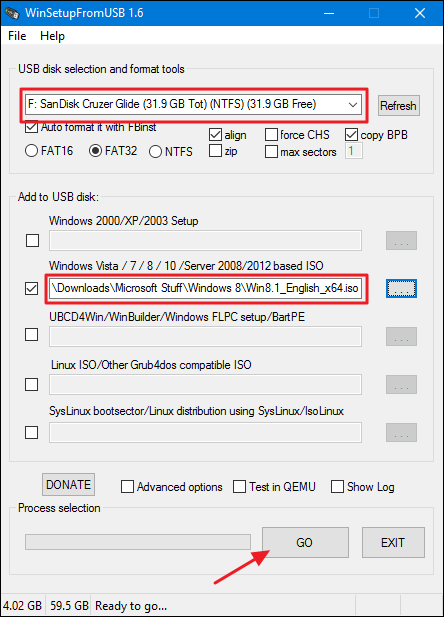 WinSetupFromUSB 1.6
File Help
USB disk selection and format tools
F: SanDisk Cruzer Glide (31.9 GB Tot) (NTFS) (31.9 GB Free)
Refresh
Auto format it with FBinst
align
force CHS
copy BPB
FAT16
FAT32
NTFS
zip
max sectors
1
Add to USB disk:
Windows 2000/XP/2003 Setup
...
Windows Vista / 7 / 8 / 10 /Server 2008/2012 based ISO
\Downloads\Microsoft Stuff\Windows 8\Win8.1_English_x64.iso
...
UBCD4Win/WinBuilder/Windows FLPC setup/BartPE
...
Linux ISO/Other Grub4dos compatible ISO
...
SysLinux bootsector/Linux distribution using SysLinux/IsoLinux
...
DONATE
Advanced options
Test in QEMU
Show Log
Process selection
GO
EXIT
4.02 GB
59.5 GB
Ready to go...